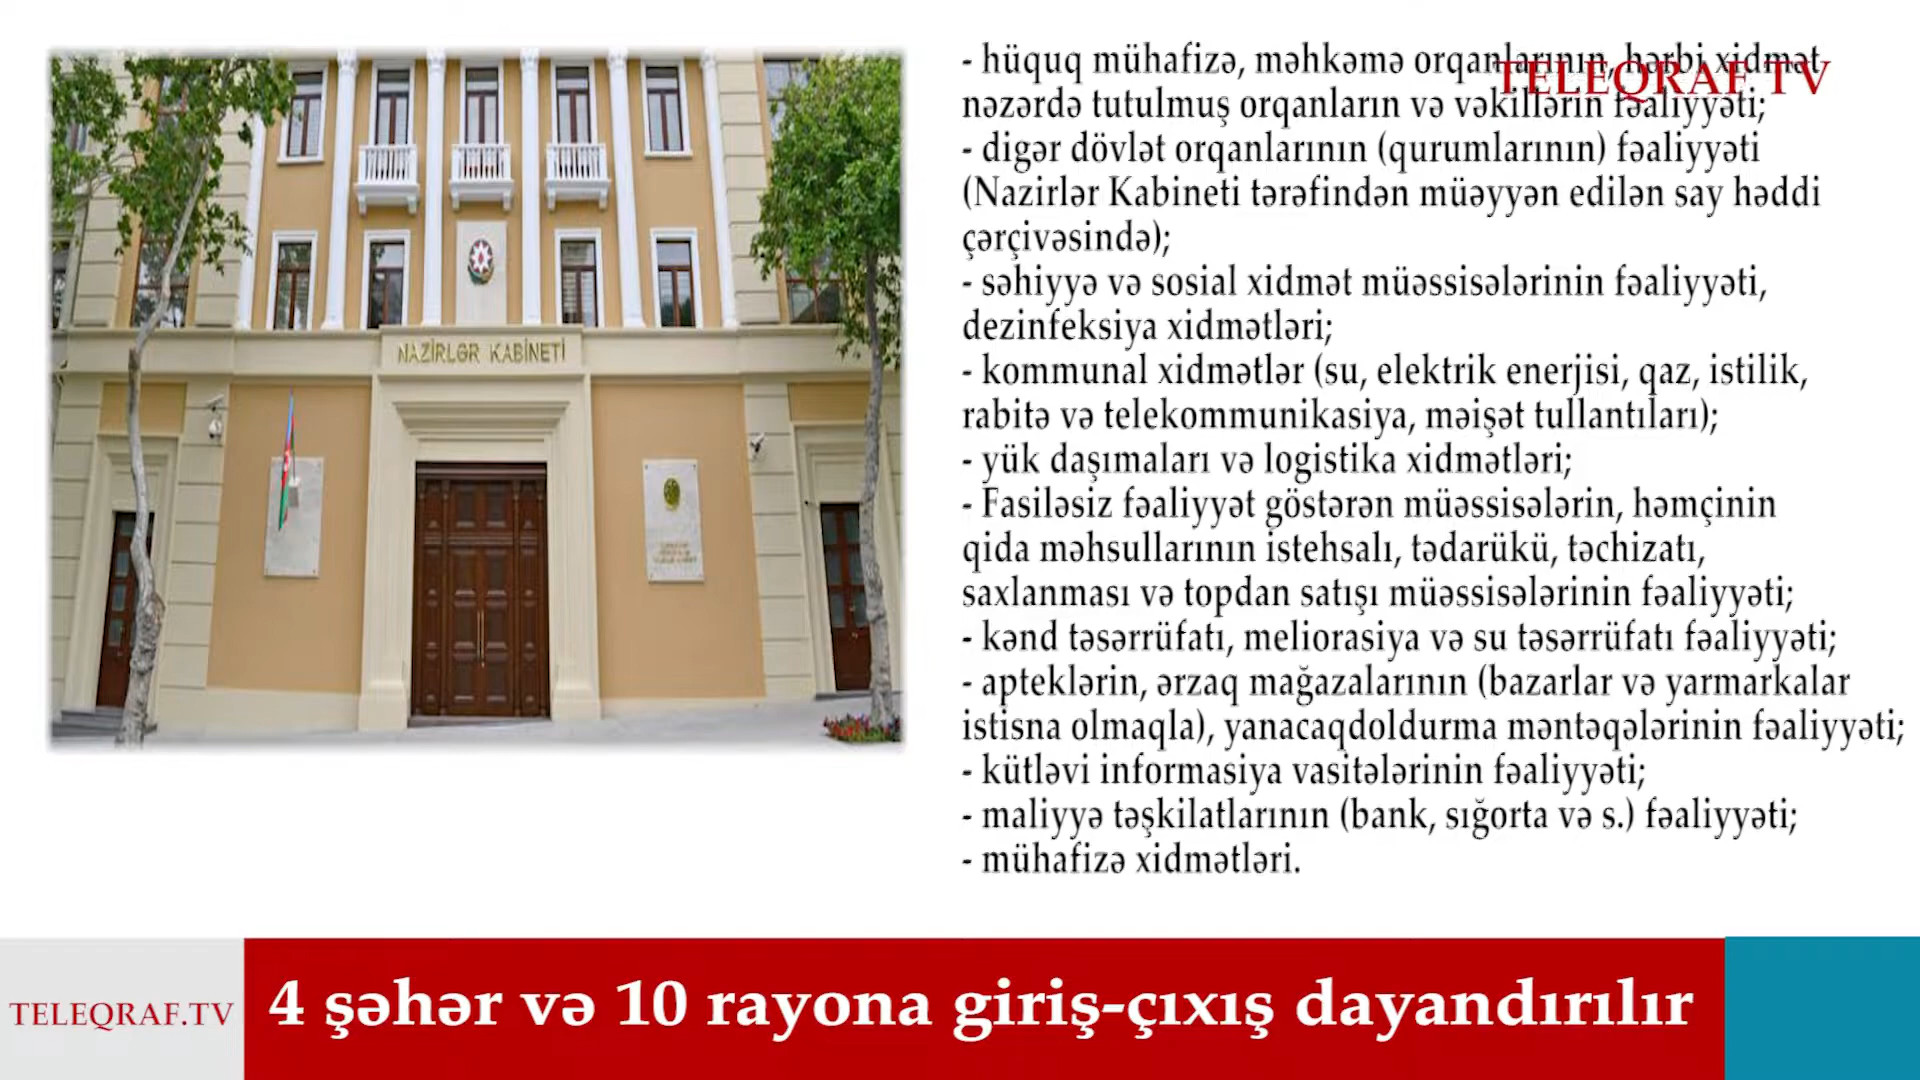 - hüquq mühafizə, məhkəmə orqanlarının, hərbi xidmət
TELEQRAF TV
nəzərdə tutulmuş orqanların və vəkillərin fəaliyyəti;
- digər dövlət orqanlarının (qurumlarının) fəaliyyəti
(Nazirlər Kabineti tərəfindən müəyyən edilən say həddi
çərçivəsində);
- səhiyyə və sosial xidmət müəssisələrinin fəaliyyəti,
dezinfeksiya xidmətləri;
- kommunal xidmətlər (su, elektrik enerjisi, qaz, istilik,
rabitə və telekommunikasiya, məişət tullantıları);
- yük daşımaları və logistika xidmətləri;
- Fasiləsiz fəaliyyət göstərən müəssisələrin, həmçinin
qida məhsullarının istehsalı, tədarükü, təchizatı,
saxlanması və topdan satışı müəssisələrinin fəaliyyəti;
- kənd təsərrüfatı, meliorasiya və su təsərrüfatı fəaliyyəti;
- apteklərin, ərzaq mağazalarının (bazarlar və yarmarkalar
istisna olmaqla), yanacaqdoldurma məntəqələrinin fəaliyyəti;
- kütləvi informasiya vasitələrinin fəaliyyəti;
- maliyyə təşkilatlarının (bank, sığorta və s.) fəaliyyəti;
- mühafizə xidmətləri.
NAZİRLƏR KABİNETİ
TELEQRAF.TV
4 şəhər və 10 rayona giriş-çıxış dayandırılır